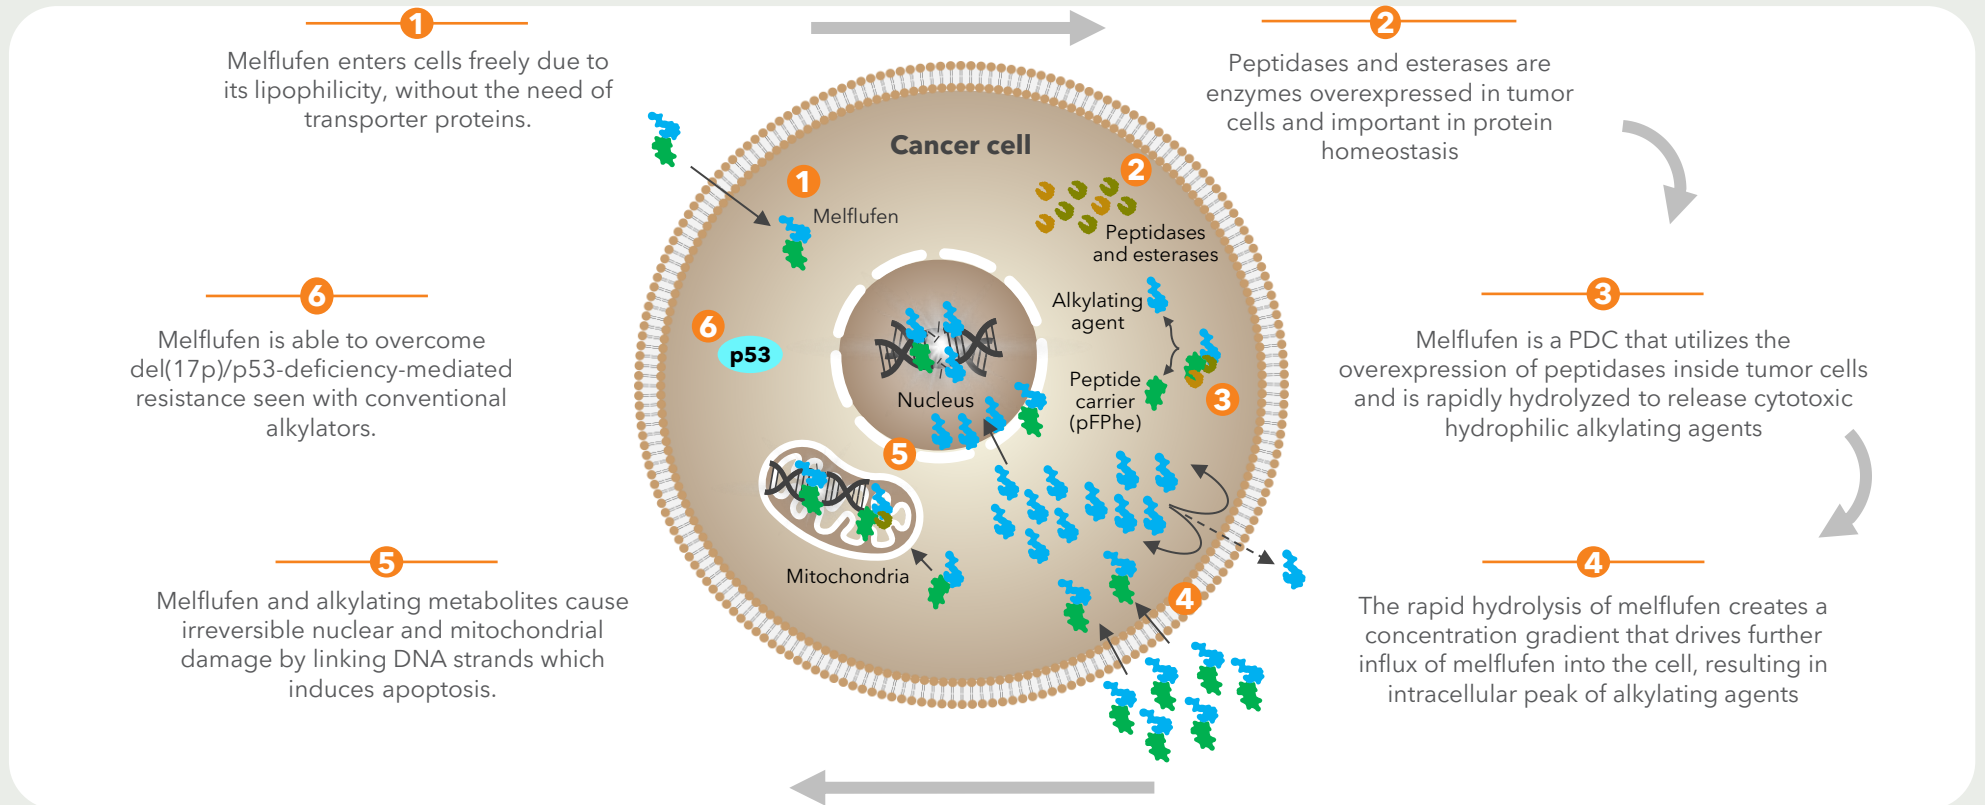 1
Melflufen enters cells freely due to
its lipophilicity, without the need of
transporter proteins.
2
Peptidases and esterases are
enzymes overexpressed in tumor
cells and important in protein
homeostasis
3
Melflufen is a PDC that utilizes the
overexpression of peptidases inside tumor cells
and is rapidly hydrolyzed to release cytotoxic
hydrophilic alkylating agents
4
The rapid hydrolysis of melflufen creates a
concentration gradient that drives further
influx of melflufen into the cell, resulting in
intracellular peak of alkylating agents
5
Melflufen and alkylating metabolites cause
irreversible nuclear and mitochondrial
damage by linking DNA strands which
induces apoptosis.
6
Melflufen is able to overcome
del(17p)/p53-deficiency-mediated
resistance seen with conventional
alkylators.
Cancer cell
1
Melflufen
2
Peptidases
and esterases
Alkylating
agent
Peptide
carrier
(pFPhe)
3
6
p53
Nucleus
5
Mitochondria
4